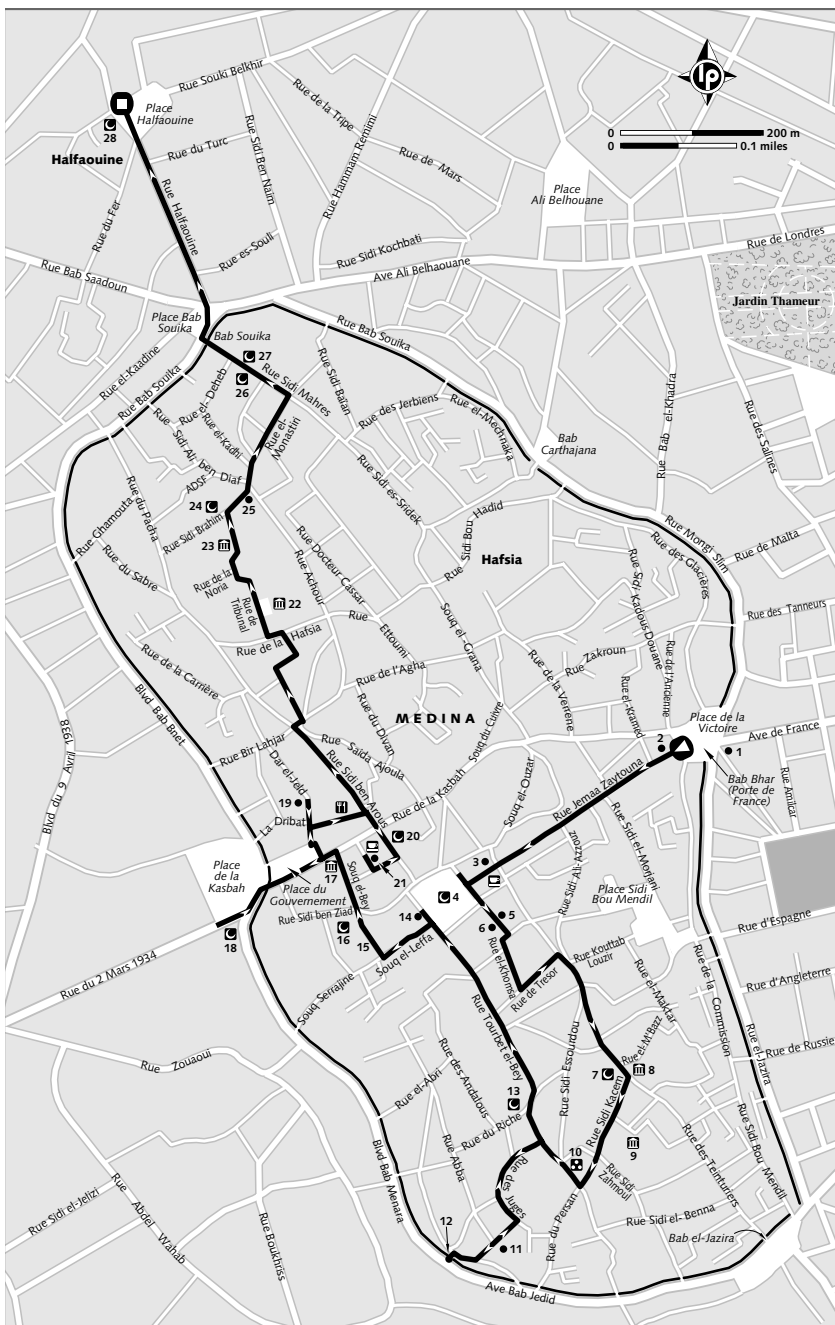 Rue Souki Belkhir
Place
Halfaouine
28
Halfaouine
Rue du Turc
Rue de la Tripe
Rue Sidi Ben Naim
Rue Hammam Remimi
Rue de Mars
lp
0 200 m
0 0.1 miles
Place
Ali Belhouane
Rue du Fer
Rue Halfaouine
Rue es-Souli
Rue Sidi Kochbati
Rue de Londres
Rue Bab Saadoun
Ave Ali Belhaouane
Jardin Thameur
Place Bab
Souika
Bab Souika
Rue Bab Souika
27
26
Rue el-Kaadine
Rue Bab Souika
Rue el-Deheb
Rue el-Kadhi
Rue Sidi Mahres
Rue Sidi Baïan
Rue el-
Monastiri
Rue des Jerbiens
Rue el-Mechnaka
Bab
Carthajana
Rue Bab el-Khadra
Rue des Salines
Rue Sidi Ali ben Diaf
ADSF
24
25
Rue Sidi es-Sridek
Rue Sidi Bou Hadid
Hafsia
Rue Ghamouta
Rue du Pacha
Rue du Sabre
Rue Sidi Brahim
23
Rue de la
Noria
Rue de
Tribunal
22
Rue Docteur Cassar
Rue Achour
Rue Ettoumi
Rue Mongi Slim
Rue des Glacières
Rue de Malta
Rue des Tanneurs
Rue Sidi Kadous Douane
Rue de l'Ancienne
Rue de la Hafsia
Souq el-Grana
Rue Zakroun
Rue de la Verrerie
Rue el-Kramed
Rue de l'Agha
Rue de la Carrière
Blvd Bab Bnet
MEDINA
Rue du Divan
Souq du Cuivre
Place de la
Victoire
Ave de France
2
1
Bab Bhar
(Porte de
France)
Rue Amilcar
Rue Bir Lahjar
Rue Saida Ajoula
Rue Sidi ben Arous
Rue de la Kasbah
Souq el-Ouzar
Rue Jemaa Zaytouna
Blvd du 9 Avril 1938
Dar el-Jeld
19
La Dribat
20
3
Rue Sidi el-Morjani
Rue Sidi Ali-Azzouz
Place
de la
Kasbah
17
Place du
Gouvernement
Souq el-Bey
21
4
Place Sidi
Bou Mendil
5
6
14
Rue Sidi ben Ziad
18
16
15
Souq el-Leffa
Rue el-Khomsa
Rue de Tresor
Rue Kouttab
Louzir
Rue d'Espagne
Rue du 2 Mars 1934
Souq Serrajine
Rue el-Maktar
Rue de la Commission
Rue d'Angleterre
Rue Zouaoui
Rue Tourbet el-Bey
Rue Sidi Essourdou
Rue el-M'Bazz
Rue el-Jazira
Rue de Russie
7
8
Rue el-Abri
Rue des Andalous
13
Rue du Riche
Rue Sidi Kacem
9
10
Rue Sidi
Zahmoul
Rue des Teinturiers
Rue Sidi Bou Mendil
Blvd Bab Menara
Rue Abba
Rue des Juges
Rue du Persan
Rue Sidi el-Benna
Bab el-Jazira
Rue Sidi el-Jelizi
Rue Abdel Wahab
Rue Boukhriss
12
11
Ave Bab Jedid